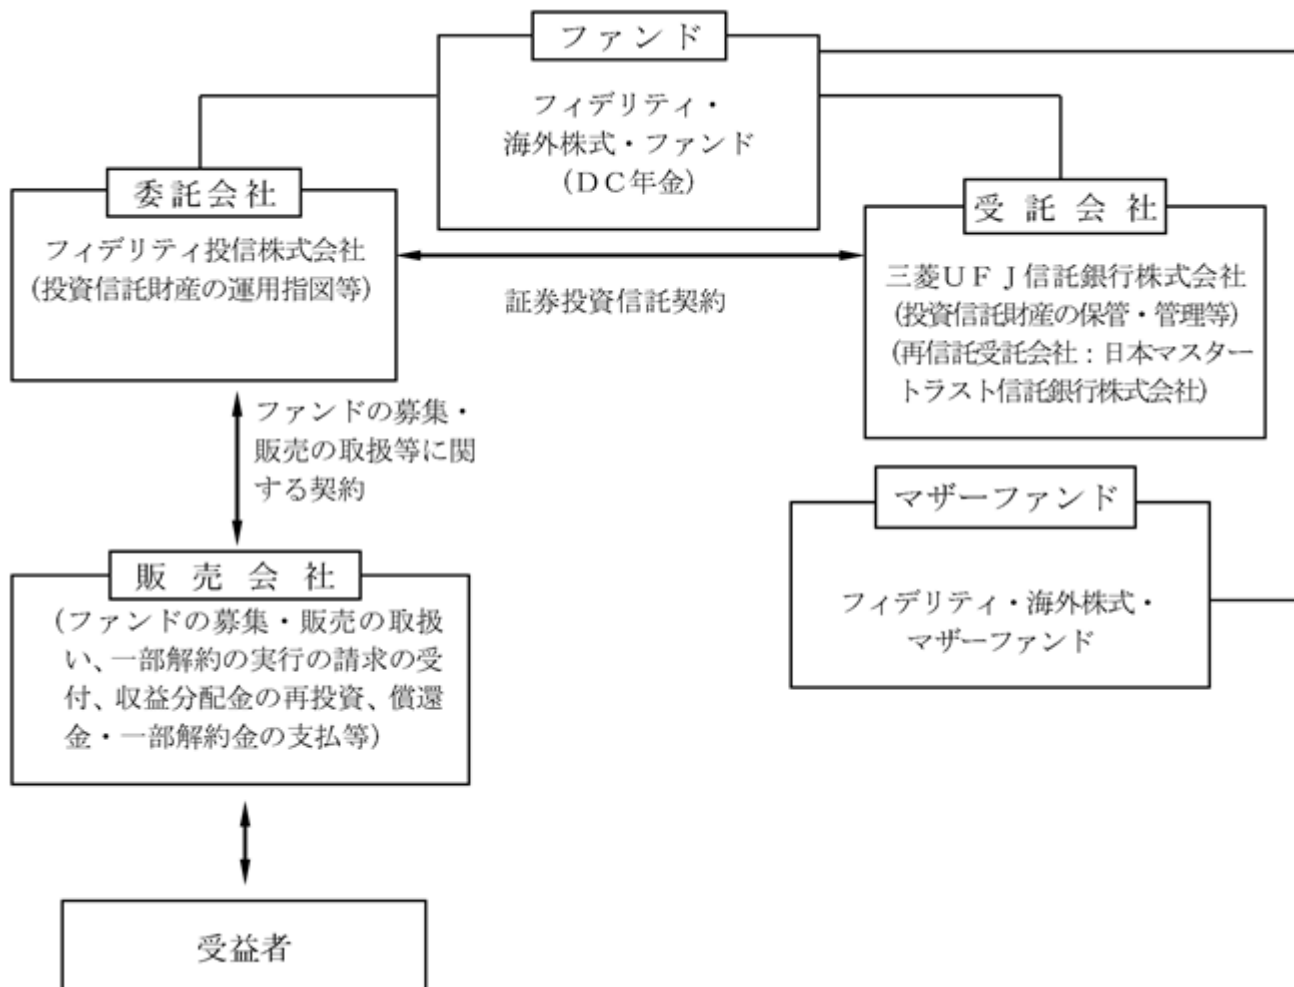 ファンド
フィデリティ・
海外株式・ファンド
(ＤＣ年金)
委託会社
フィデリティ投信株式会社
(投資信託財産の運用指図等)
証券投資信託契約
受託会社
三菱ＵＦＪ信託銀行株式会社
(投資信託財産の保管・管理等)
(再信託受託会社：日本マスター
トラスト信託銀行株式会社)
ファンドの募集・
販売の取扱等に関
する契約
マザーファンド
フィデリティ・海外株式・
マザーファンド
販売会社
(ファンドの募集・販売の取扱
い、一部解約の実行の請求の受
付、収益分配金の再投資、償還
金・一部解約金の支払等)
受益者